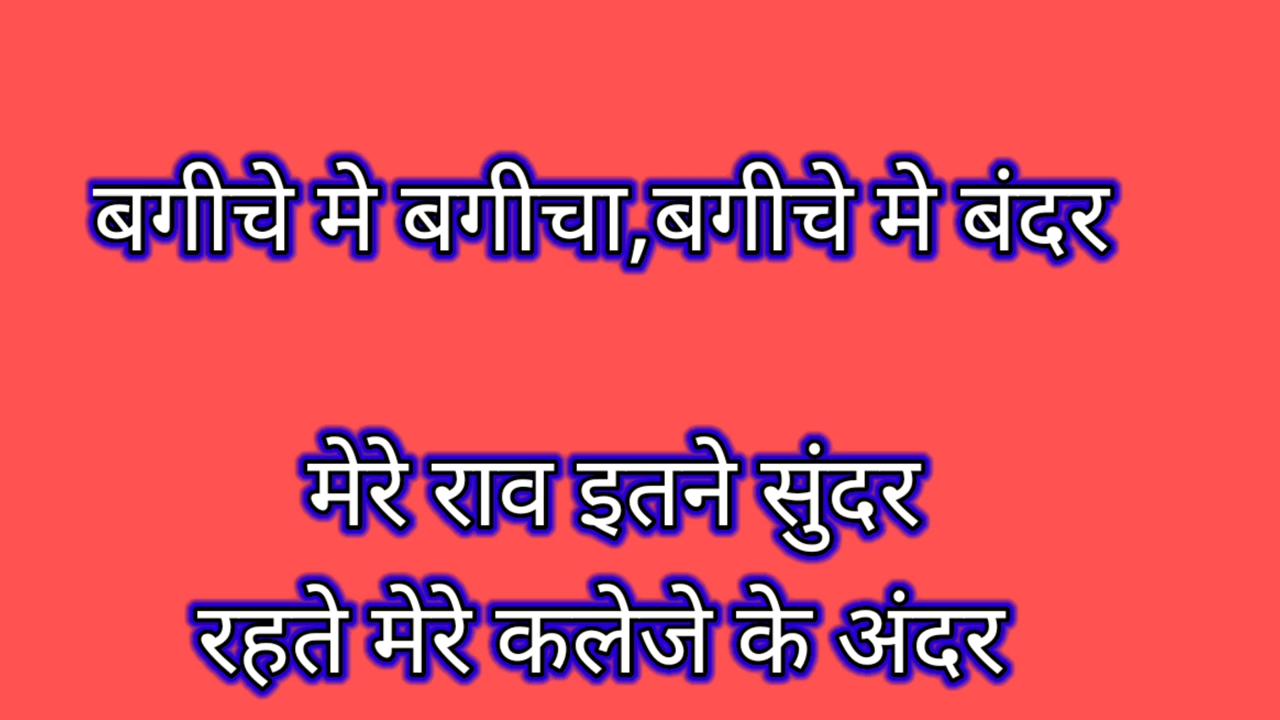 बगीचे मे बगीचा,बगीचे मे बंदर
मेरे राव इतने सुंदर
रहते मेरे कलेजे के अंदर